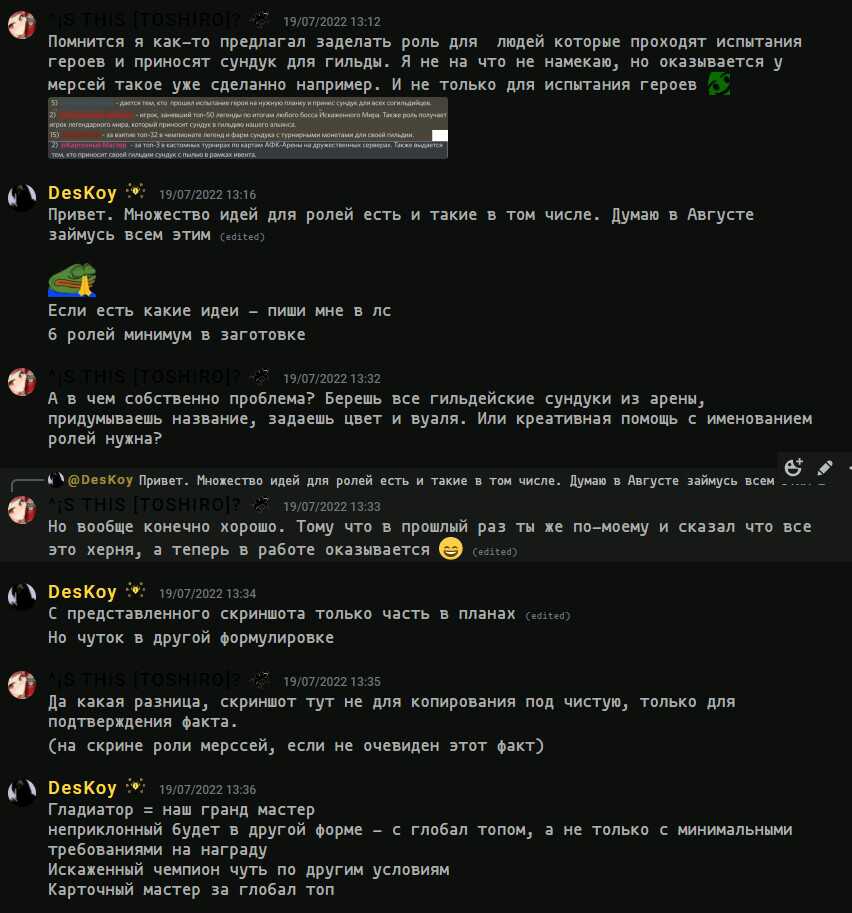 ^¡S THIS [TOSHIRO]? 19/07/2022 13:12
Помнится я как-то предлагал заделать роль для людей которые проходят испытания
героев и приносят сундук для гильды. Я не на что не намекаю, но оказывается у
мерсей такое уже сделанно например. И не только для испытания героев
5) - дается тем, кто прошел испытание героя на нужную планку и принес сундук для всех согильдийцев.
2) - игрок, занявший топ-50 легенды по итогам любого босса Искаженного Мира. Также роль получает
игрок легендарного мира, который приносит сундук в гильдию нашего альянса.
15) - за взятие топ-32 в чемпионате легенд и фарм сундука с турнирными монетами для своей гильдии.
2) @Карточный Мастер - за топ-3 в кастомных турнирах по картам АФК-Арены на дружественных серверах. Также выдается
тем, кто приносит своей гильдии сундук с пылью в рамках ивента.
DesKoy 19/07/2022 13:16
Привет. Множество идей для ролей есть и такие в том числе. Думаю в Августе
займусь всем этим (edited)
Если есть какие идеи – пиши мне в лс
6 ролей минимум в заготовке
^¡S THIS [TOSHIRO]? 19/07/2022 13:32
А в чем собственно проблема? Берешь все гильдейские сундуки из арены,
придумываешь название, задаешь цвет и вуаля. Или креативная помощь с именованием
ролей нужна?
@DesKoy Привет. Множество идей для ролей есть и такие в том числе. Думаю в Августе займусь всем
^¡S THIS [TOSHIRO]? 19/07/2022 13:33
Но вообще конечно хорошо. Тому что в прошлый раз ты же по-моему и сказал что все
это херня, а теперь в работе оказывается (edited)
DesKoy 19/07/2022 13:34
С представленного скриншота только часть в планах (edited)
Но чуток в другой формулировке
^¡S THIS [TOSHIRO]? 19/07/2022 13:35
Да какая разница, скриншот тут не для копирования под чистую, только для
подтверждения факта.
(на скрине роли мерссей, если не очевиден этот факт)
DesKoy 19/07/2022 13:36
Гладиатор = наш гранд мастер
неприклонный будет в другой форме – с глобал топом, а не только с минимальными
требованиями на награду
Искаженный чемпион чуть по другим условиям
Карточный мастер за глобал топ